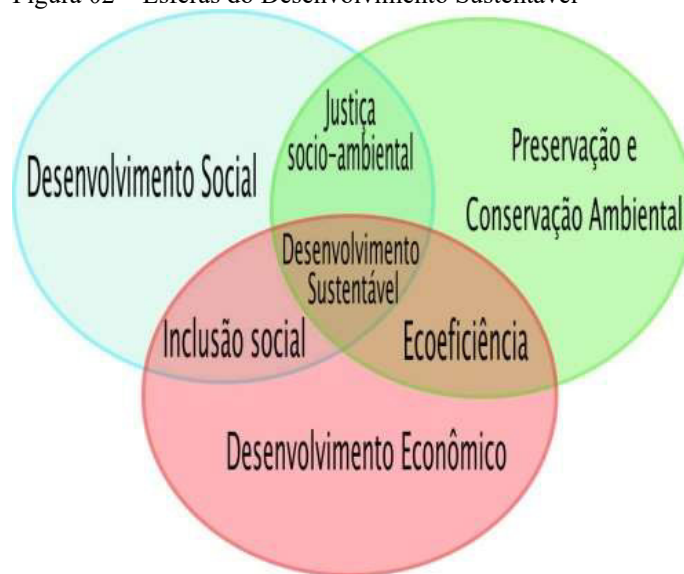 Figura 02 – Esferas do Desenvolvimento Sustentável
Justiça
socio-ambiental
Desenvolvimento Social
Preservação e
Conservação Ambiental
Desenvolvimento
Sustentável
Inclusão social
Ecoeficiência
Desenvolvimento Econômico